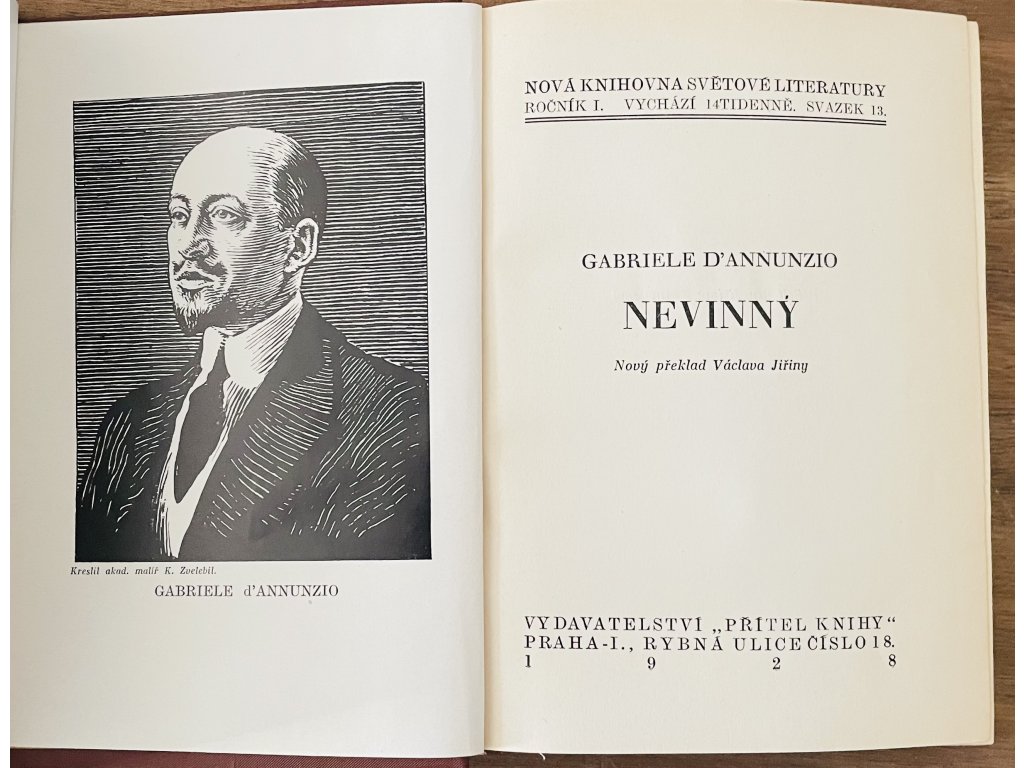 Kreslil akad. malíř K. Zvelebil.
GABRIELE d'ANNUNZIO
NOVÁ KNIHOVNA SVĚTOVÉ LITERATURY
ROČNÍK I. VYCHÁZÍ 14TIDENNĚ. SVAZEK 13.
GABRIELE D'ANNUNZIO
NEVINNÝ
Nový překlad Václava Jiřiny
VYDAVATELSTVÍ „PŘÍTEL KNIHY“
PRAHA-I., RYBNÁ ULICE ČÍSLO 18.
1 9 2 8